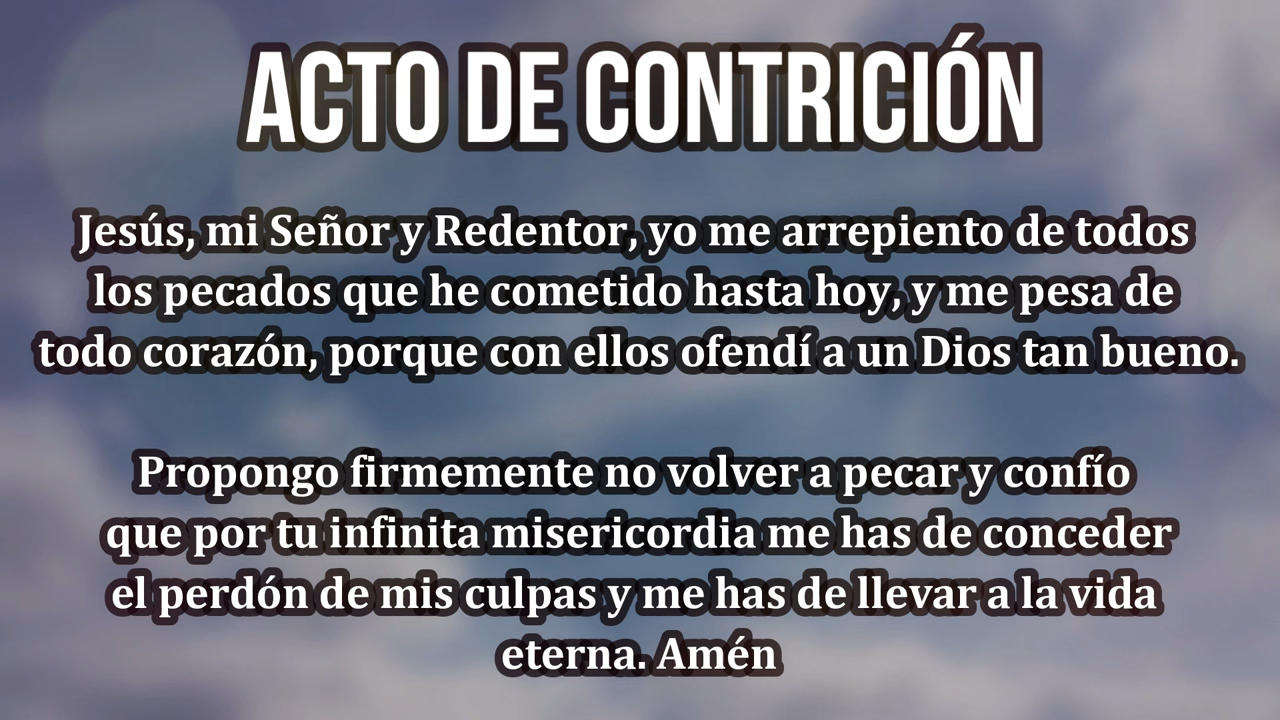 ACTO DE CONTRICIÓN
Jesús, mi Señor y Redentor, yo me arrepiento de todos
los pecados que he cometido hasta hoy, y me pesa de
todo corazón, porque con ellos ofendí a un Dios tan bueno.
Propongo firmemente no volver a pecar y confío
que por tu infinita misericordia me has de conceder
el perdón de mis culpas y me has de llevar a la vida
eterna. Amén